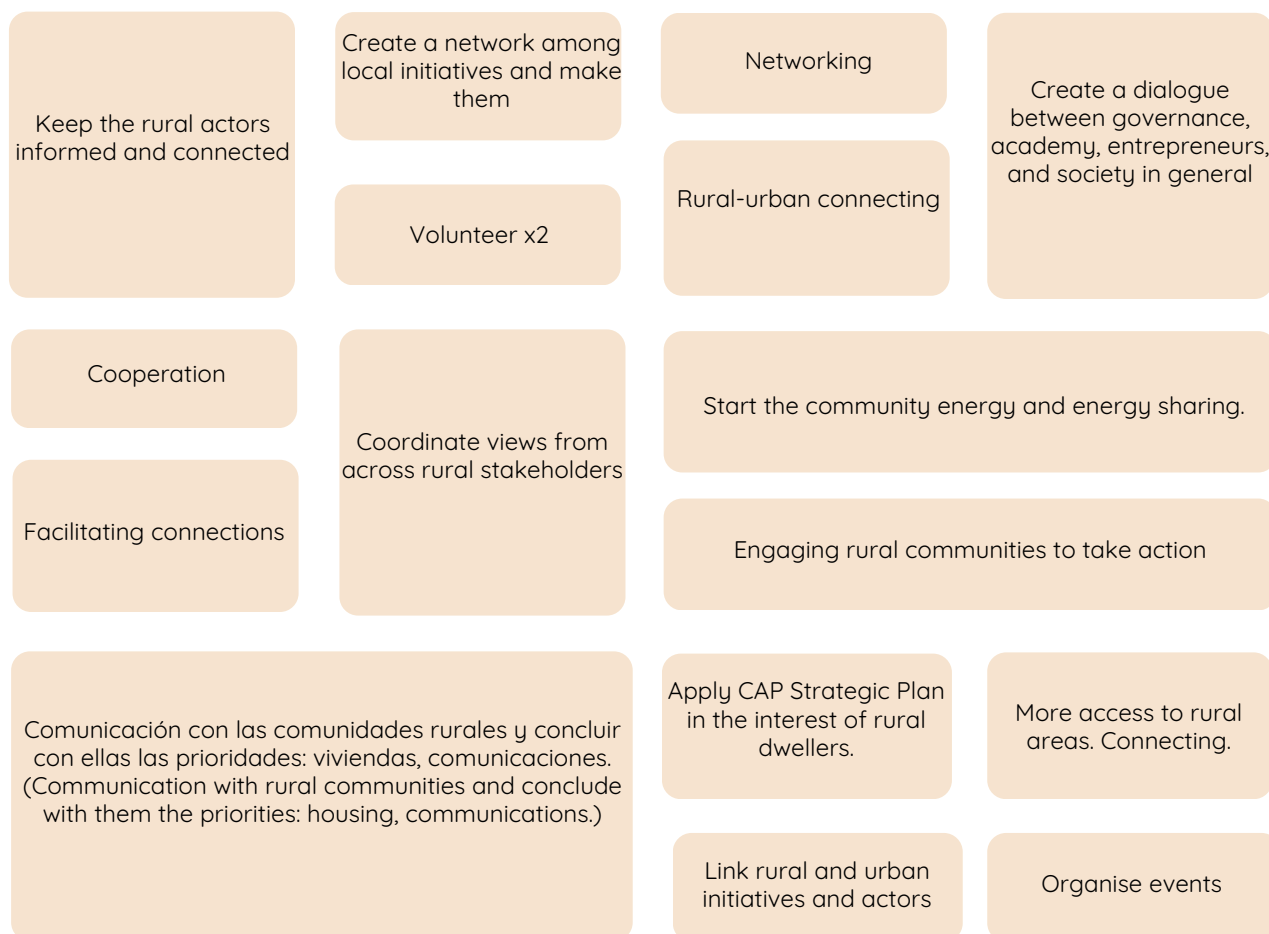 Keep the rural actors
informed and connected
Create a network among
local initiatives and make
them
Volunteer x2
Networking
Rural-urban connecting
Create a dialogue
between governance,
academy, entrepreneurs,
and society in general
Cooperation
Facilitating connections
Coordinate views from
across rural stakeholders
Start the community energy and energy sharing.
Engaging rural communities to take action
Comunicación con las comunidades rurales y concluir
con ellas las prioridades: viviendas, comunicaciones.
(Communication with rural communities and conclude
with them the priorities: housing, communications.)
Apply CAP Strategic Plan
in the interest of rural
dwellers.
More access to rural
areas. Connecting.
Link rural and urban
initiatives and actors
Organise events